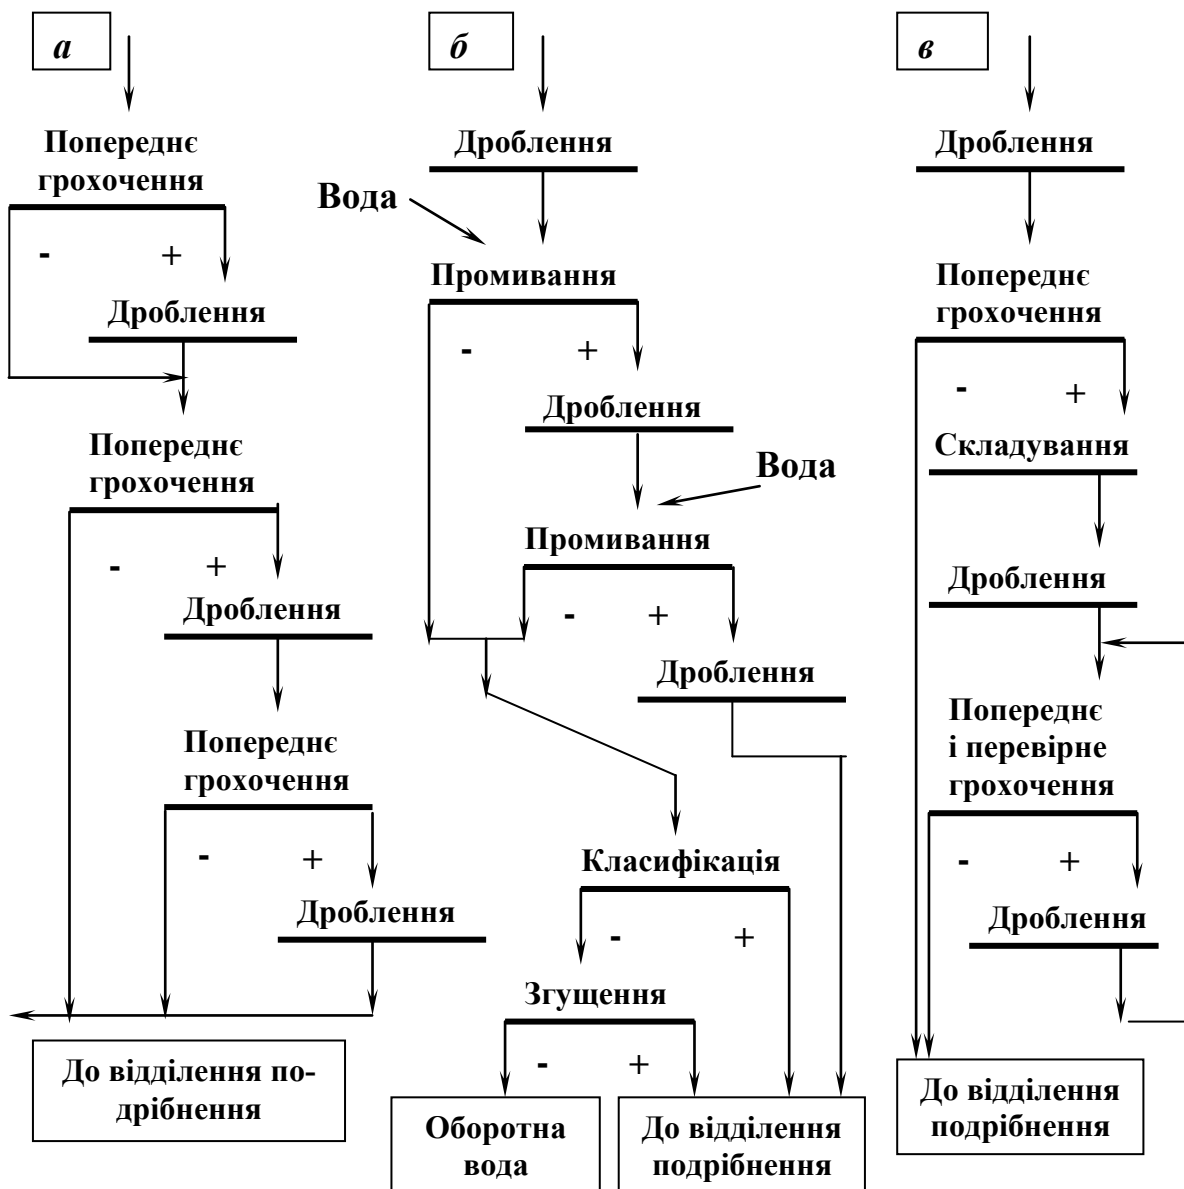 а
Попереднє
грохочення
-
+
Дроблення
Попереднє
грохочення
-
+
Дроблення
Попереднє
грохочення
-
+
Дроблення
До відділення по-
дрібнення
б
Дроблення
Вода
Промивання
-
+
Дроблення
Вода
Промивання
-
+
Дроблення
Класифікація
-
+
Згущення
-
+
Оборотна
вода
До відділення
подрібнення
в
Дроблення
Попереднє
грохочення
-
+
Складування
Дроблення
Попереднє
і перевірне
грохочення
-
+
Дроблення
До відділення
подрібнення